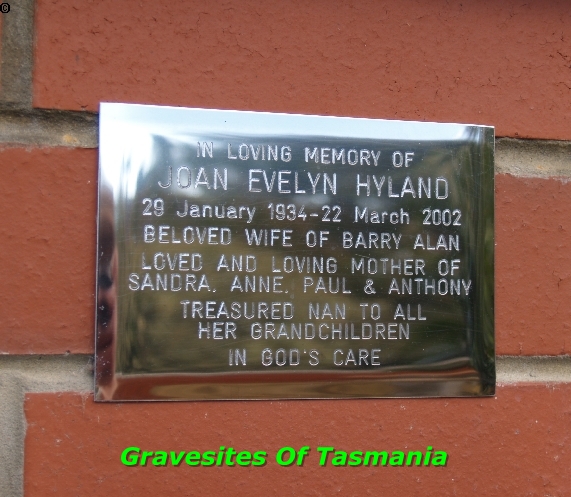 ©
IN LOVING MEMORY OF
JOAN EVELYN HYLAND
29 January 1934-22 March 2002
BELOVED WIFE OF BARRY ALAN
LOVED AND LOVING MOTHER OF
SANDRA, ANNE, PAUL & ANTHONY
TREASURED NAN TO ALL
HER GRANDCHILDREN
IN GOD'S CARE
Gravesites Of Tasmania